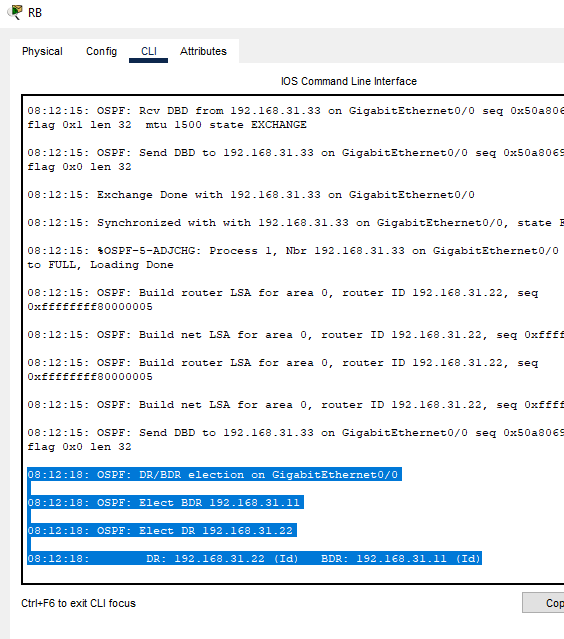 RB
Physical Config CLI Attributes
IOS Command Line Interface
08:12:15: OSPF: Rcv DBD from 192.168.31.33 on GigabitEthernet0/0 seq 0x50a806
flag 0x1 len 32 mtu 1500 state EXCHANGE
08:12:15: OSPF: Send DBD to 192.168.31.33 on GigabitEthernet0/0 seq 0x50a8069
flag 0x0 len 32
08:12:15: Exchange Done with 192.168.31.33 on GigabitEthernet0/0
08:12:15: Synchronized with with 192.168.31.33 on GigabitEthernet0/0, state
08:12:15: %OSPF-5-ADJCHG: Process 1, Nbr 192.168.31.33 on GigabitEthernet0/0
to FULL, Loading Done
08:12:15: OSPF: Build router LSA for area 0, router ID 192.168.31.22, seq
0xffffffff80000005
08:12:15: OSPF: Build net LSA for area 0, router ID 192.168.31.22, seq 0xffff
08:12:15: OSPF: Build router LSA for area 0, router ID 192.168.31.22, seq
0xffffffff80000005
08:12:15: OSPF: Build net LSA for area 0, router ID 192.168.31.22, seq 0xffff
08:12:15: OSPF: Send DBD to 192.168.31.33 on GigabitEthernet0/0 seq 0x50a8069
flag 0x0 len 32
08:12:18: OSPF: DR/BDR election on GigabitEthernet0/0
08:12:18: OSPF: Elect BDR 192.168.31.11
08:12:18: OSPF: Elect DR 192.168.31.22
08:12:18: DR: 192.168.31.22 (Id) BDR: 192.168.31.11 (Id)
Ctrl+F6 to exit CLI focus
Cop